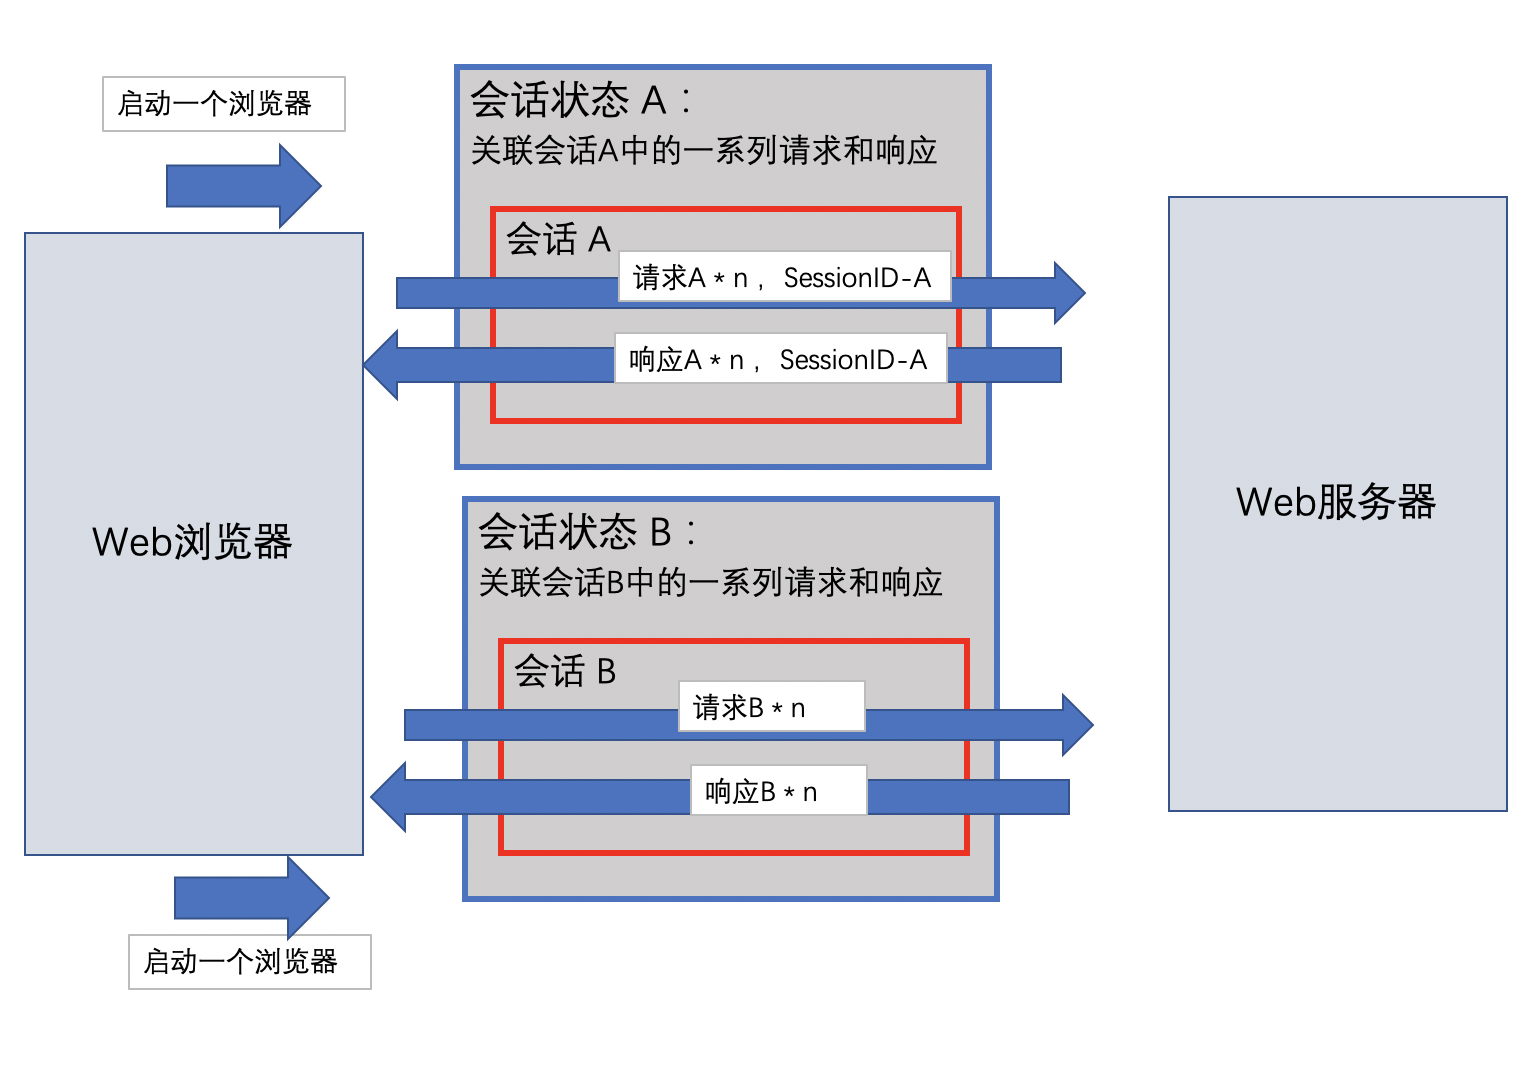 启动一个浏览器
会话状态 A：
关联会话A中的一系列请求和响应
会话 A
请求A * n， SessionID-A
响应A * n， SessionID-A
Web浏览器
Web服务器
会话状态 B：
关联会话B中的一系列请求和响应
会话 B
请求B * n
响应B * n
启动一个浏览器